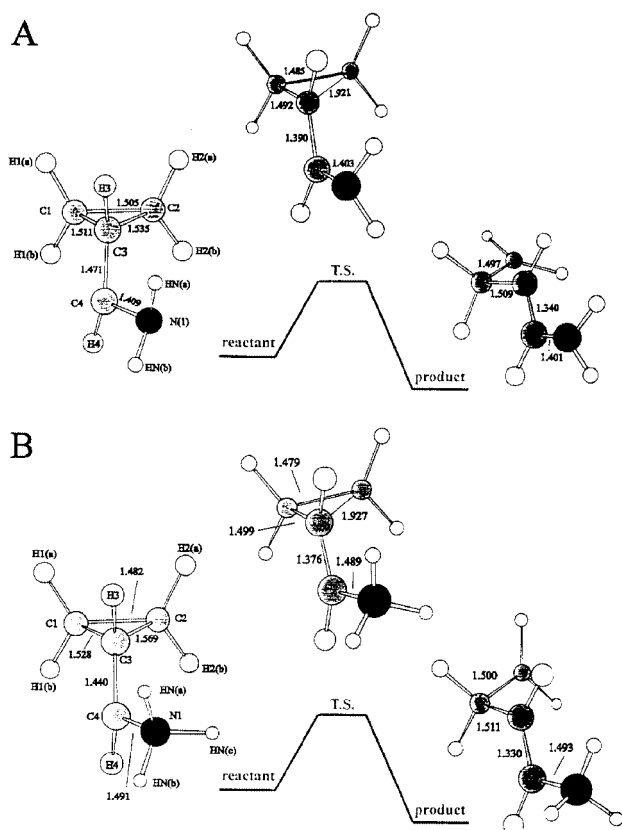 A
1.485
1.492
1.921
1.390
1.403
H1(a)
H2(a)
H3
1.505
C1
C2
1.511
1.535
H1(b)
C3
H2(b)
1.471
C4
1.409
HN(a)
N(1)
H4
HN(b)
reactant
T.S.
product
1.497
1.509
1.340
1.401
B
1.479
1.499
1.927
1.376
1.489
1.482
H1(a)
H2(a)
H3
C1
C2
1.528
1.569
C3
H1(b)
H2(b)
1.440
HN(a)
C4
N1
HN(c)
H4
HN(b)
1.491
reactant
T.S.
product
1.500
1.511
1.330
1.493